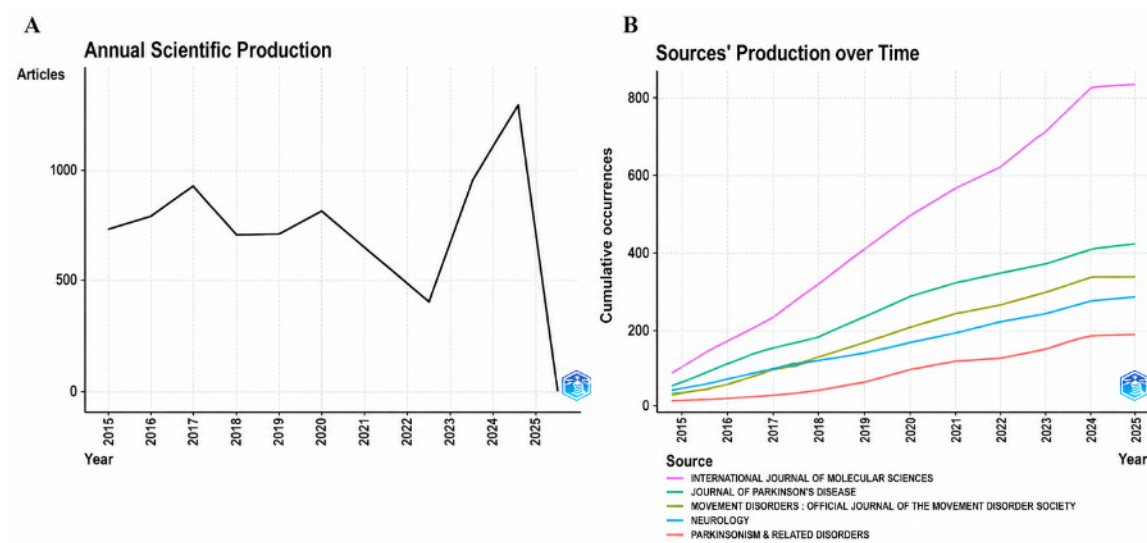 A
Annual Scientific Production
Articles
1000
500
0
2015
2016
2017
2018
2019
2020
2021
2022
2023
2024
2025
Year
B
Sources' Production over Time
Cumulative occurrences
800
600
400
200
0
2015
2016
2017
2018
2019
2020
2021
2022
2023
2024
2025
Year
Source
INTERNATIONAL JOURNAL OF MOLECULAR SCIENCES
JOURNAL OF PARKINSON'S DISEASE
MOVEMENT DISORDERS : OFFICIAL JOURNAL OF THE MOVEMENT DISORDER SOCIETY
NEUROLOGY
PARKINSONISM & RELATED DISORDERS